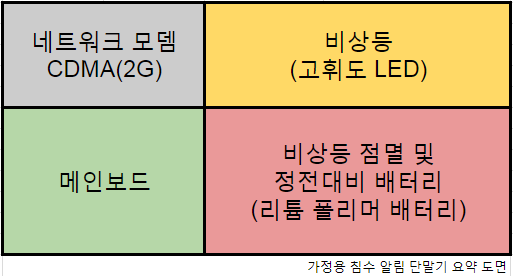 네트워크 모뎀
CDMA(2G)
비상등
(고휘도 LED)
메인보드
비상등 점멸 및
정전대비 배터리
(리튬 폴리머 배터리)
가정용 침수 알림 단말기 요약 도면